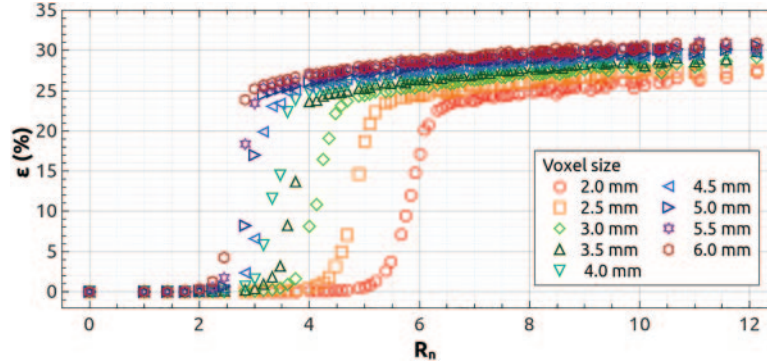 35
30
25
20
15
10
5
0
ε (%)
0 2 4 6 8 10 12
Rn
Voxel size
2.0 mm 4.5 mm
2.5 mm 5.0 mm
3.0 mm 5.5 mm
3.5 mm 6.0 mm
4.0 mm